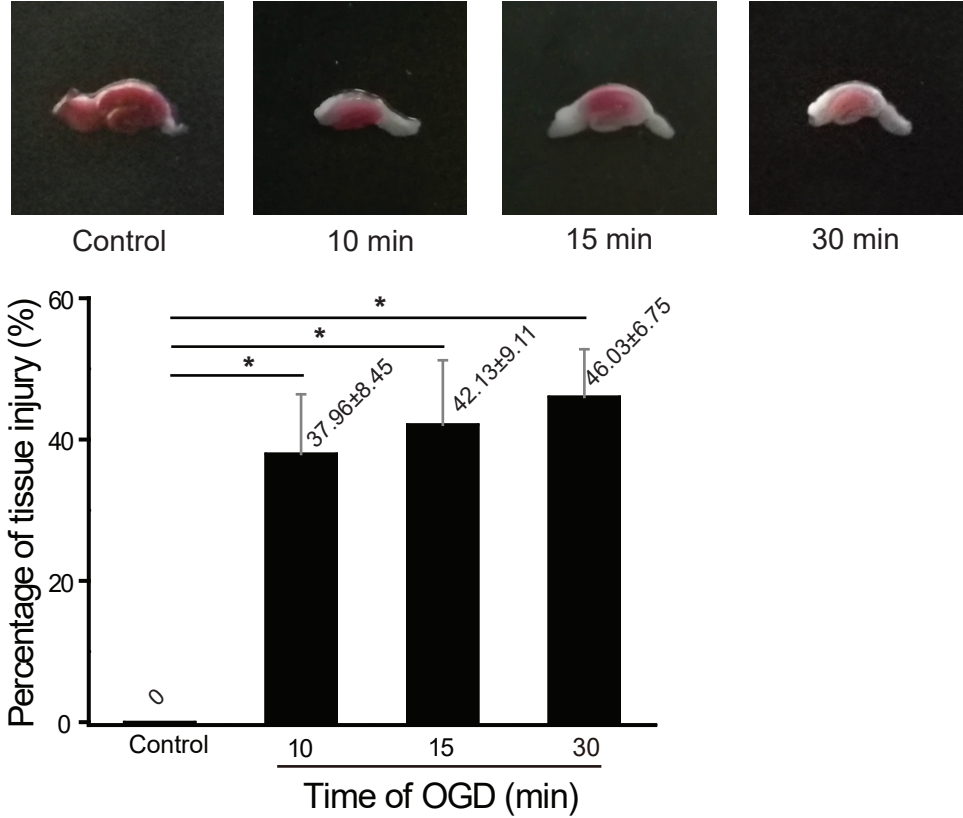 Control
10 min
15 min
30 min
Percentage of tissue injury (%)
60
40
20
0
*
*
*
0
37.96±8.45
42.13±9.11
46.03±6.75
Control
10
15
30
Time of OGD (min)